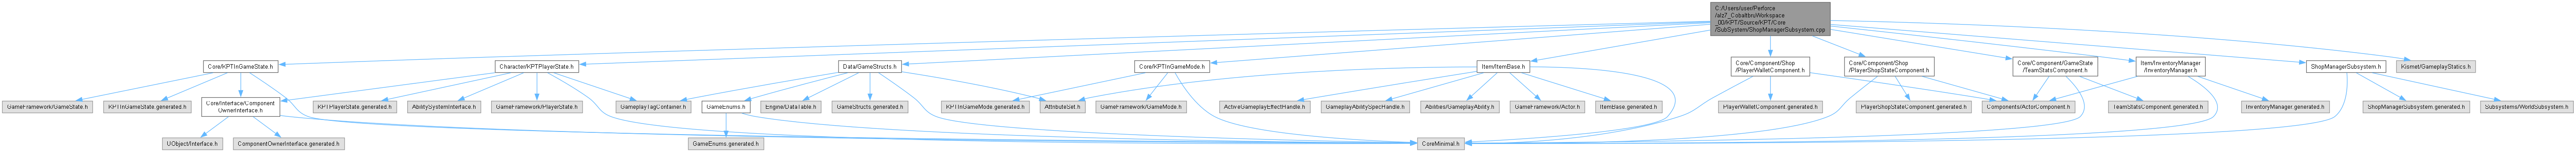 C:/Users/user/Perforce
/alz7_Cobaltbru/Workspace
_00/KPT/Source/KPT/Core
/SubSystem/ShopManagerSubsystem.cpp
Core/KPTInGameState.h
Character/KPTPlayerState.h
Data/GameStructs.h
Core/KPTInGameMode.h
Item/ItemBase.h
Core/Component/Shop
/PlayerWalletComponent.h
Core/Component/Shop
/PlayerShopStateComponent.h
Core/Component/GameState
/TeamStatsComponent.h
Item/InventoryManager
/InventoryManager.h
ShopManagerSubsystem.h
Kismet/GameplayStatics.h
GameFramework/GameState.h
KPTInGameState.generated.h
Core/Interface/Component
OwnerInterface.h
KPTPlayerState.generated.h
AbilitySystemInterface.h
GameFramework/PlayerState.h
GameplayTagContainer.h
GameEnums.h
Engine/DataTable.h
GameStructs.generated.h
AttributeSet.h
KPTInGameMode.generated.h
GameFramework/GameMode.h
ActiveGameplayEffectHandle.h
GameplayAbilitySpecHandle.h
Abilities/GameplayAbility.h
GameFramework/Actor.h
ItemBase.generated.h
PlayerWalletComponent.generated.h
PlayerShopStateComponent.generated.h
Components/ActorComponent.h
TeamStatsComponent.generated.h
InventoryManager.generated.h
ShopManagerSubsystem.generated.h
Subsystems/WorldSubsystem.h
UObject/Interface.h
ComponentOwnerInterface.generated.h
GameEnums.generated.h
CoreMinimal.h